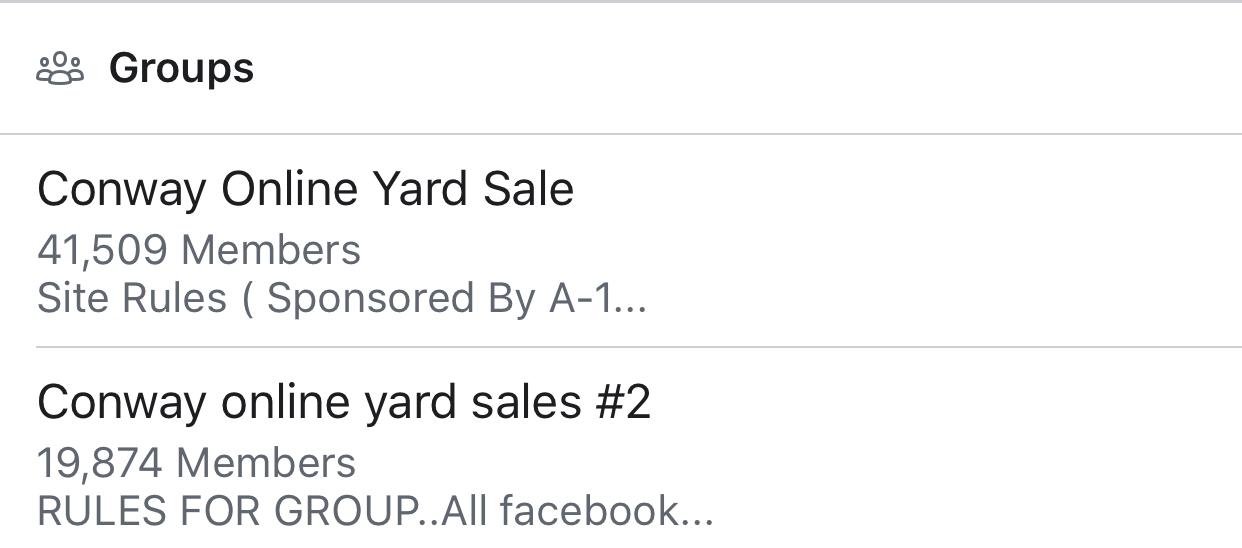 Groups
Conway Online Yard Sale
41,509 Members
Site Rules ( Sponsored By A-1...
Conway online yard sales #2
19,874 Members
RULES FOR GROUP..All facebook...